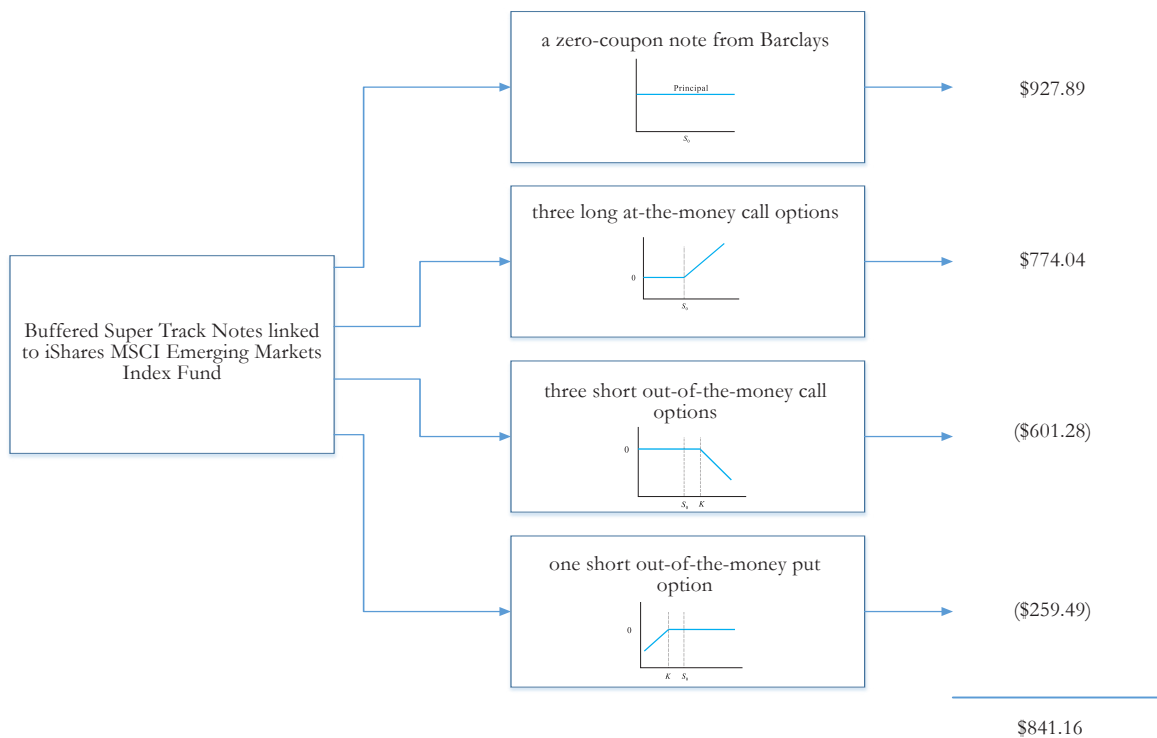 a zero-coupon note from Barclays
Principal
S₀
$927.89
three long at-the-money call options
0
S₀
$774.04
Buffered Super Track Notes linked
to iShares MSCI Emerging Markets
Index Fund
three short out-of-the-money call
options
0
S₀ K
($601.28)
one short out-of-the-money put
option
0
K S₀
($259.49)
$841.16